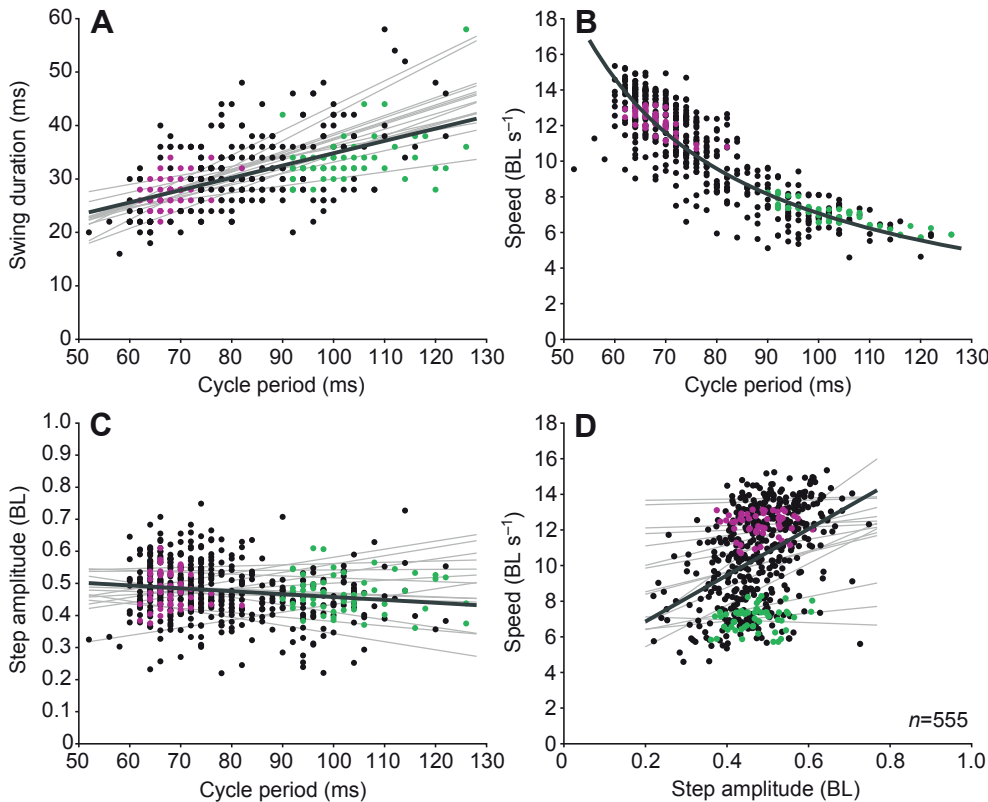 A
Swing duration (ms)
60
50
40
30
20
10
0
50 60 70 80 90 100 110 120 130
Cycle period (ms)
B
Speed (BL s⁻¹)
18
16
14
12
10
8
6
4
2
0
50 60 70 80 90 100 110 120 130
Cycle period (ms)
C
Step amplitude (BL)
1.0
0.9
0.8
0.7
0.6
0.5
0.4
0.3
0.2
0.1
0
50 60 70 80 90 100 110 120 130
Cycle period (ms)
D
Speed (BL s⁻¹)
18
16
14
12
10
8
6
4
2
0
0 0.2 0.4 0.6 0.8 1.0
Step amplitude (BL)
n=555